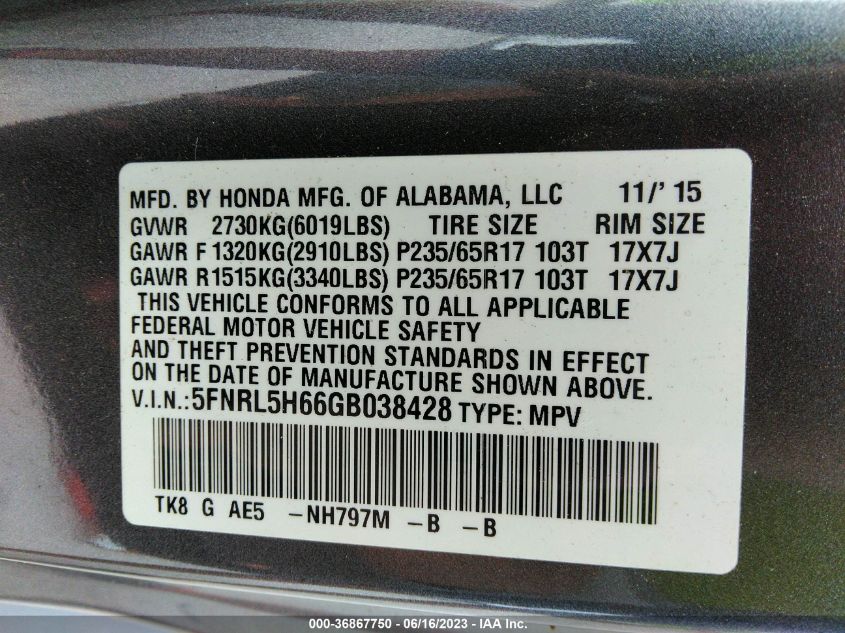 MFD. BY HONDA MFG. OF ALABAMA, LLC 11/' 15
GVWR 2730KG(6019LBS) TIRE SIZE RIM SIZE
GAWR F 1320KG(2910LBS) P235/65R17 103T 17X7J
GAWR R1515KG(3340LBS) P235/65R17 103T 17X7J
THIS VEHICLE CONFORMS TO ALL APPLICABLE
FEDERAL MOTOR VEHICLE SAFETY
AND THEFT PREVENTION STANDARDS IN EFFECT
ON THE DATE OF MANUFACTURE SHOWN ABOVE.
V.I.N.:5FNRL5H66GB038428 TYPE: MPV
TK8 G AE5 -NH797M -B -B
000-36867750 - 06/16/2023 - IAA Inc.